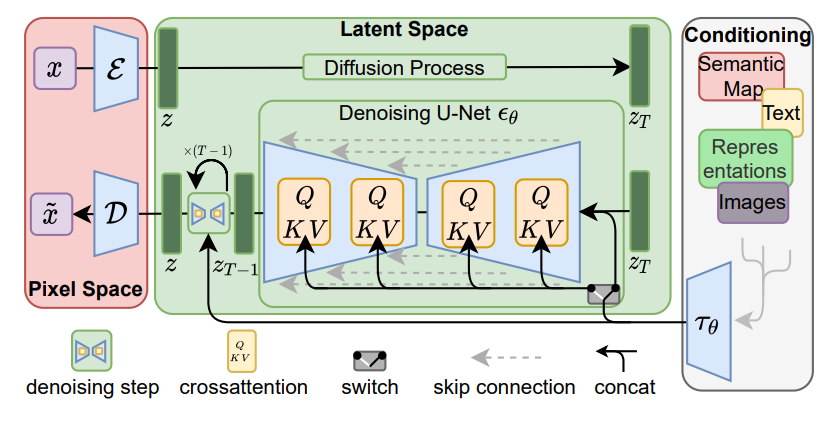 Latent Space
Conditioning
x
ℰ
z
Diffusion Process
z_T
Semantic
Map
Text
Repres
entations
Images
Denoising U-Net ϵ_θ
×(T − 1)
x̃
𝒟
z
z_{T−1}
Q
KV
Q
KV
Q
KV
Q
KV
z_T
τ_θ
Pixel Space
denoising step
Q
KV
crossattention
switch
skip connection
concat